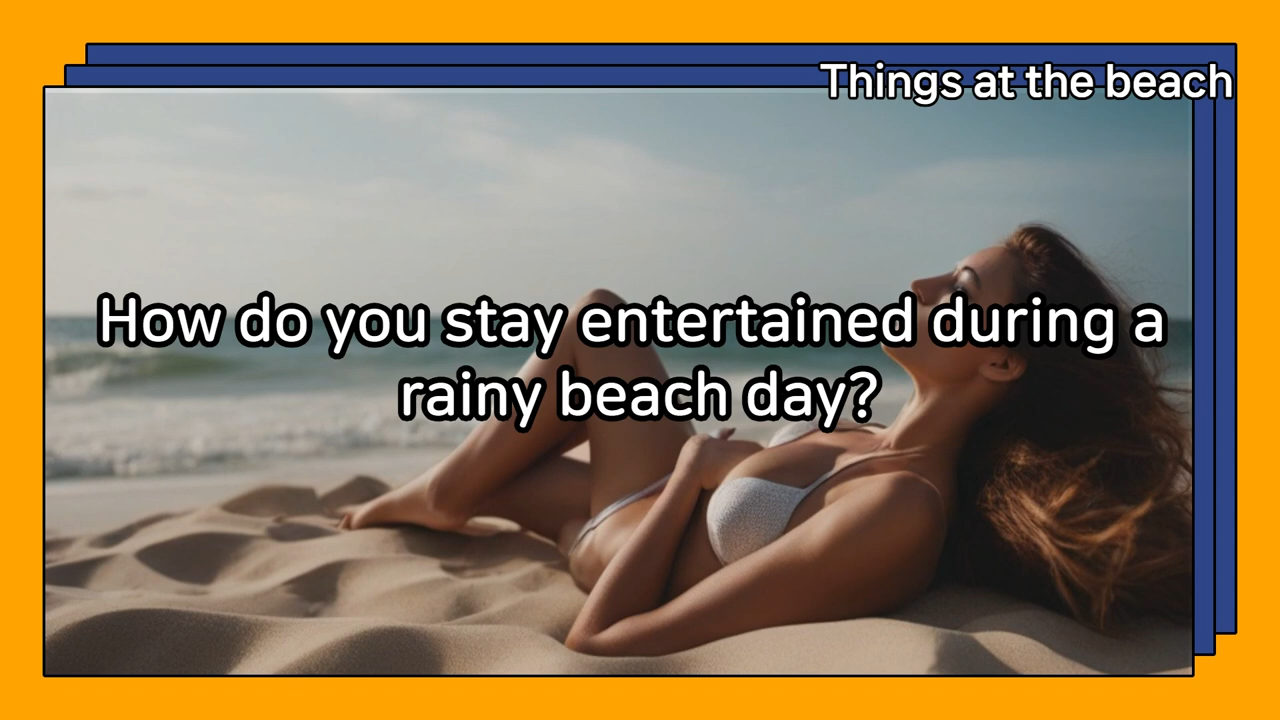 Things at the beach
How do you stay entertained during a
rainy beach day?